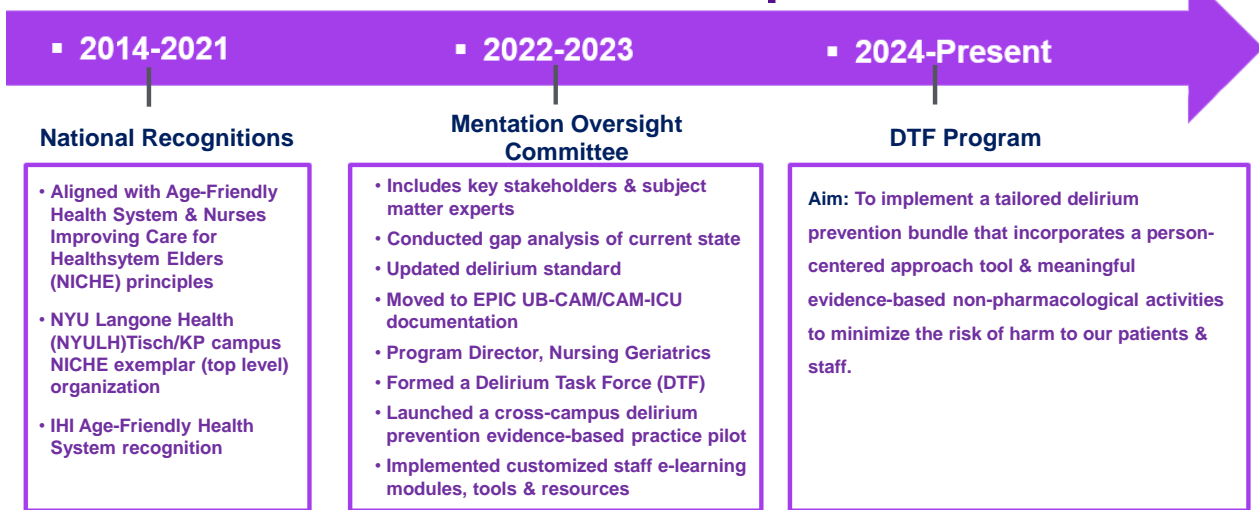 ▪ 2014-2021
▪ 2022-2023
▪ 2024-Present
National Recognitions
• Aligned with Age-Friendly
Health System & Nurses
Improving Care for
Healthsytem Elders
(NICHE) principles
• NYU Langone Health
(NYULH)Tisch/KP campus
NICHE exemplar (top level)
organization
• IHI Age-Friendly Health
System recognition
Mentation Oversight
Committee
• Includes key stakeholders & subject
matter experts
• Conducted gap analysis of current state
• Updated delirium standard
• Moved to EPIC UB-CAM/CAM-ICU
documentation
• Program Director, Nursing Geriatrics
• Formed a Delirium Task Force (DTF)
• Launched a cross-campus delirium
prevention evidence-based practice pilot
• Implemented customized staff e-learning
modules, tools & resources
DTF Program
Aim: To implement a tailored delirium
prevention bundle that incorporates a person-
centered approach tool & meaningful
evidence-based non-pharmacological activities
to minimize the risk of harm to our patients &
staff.